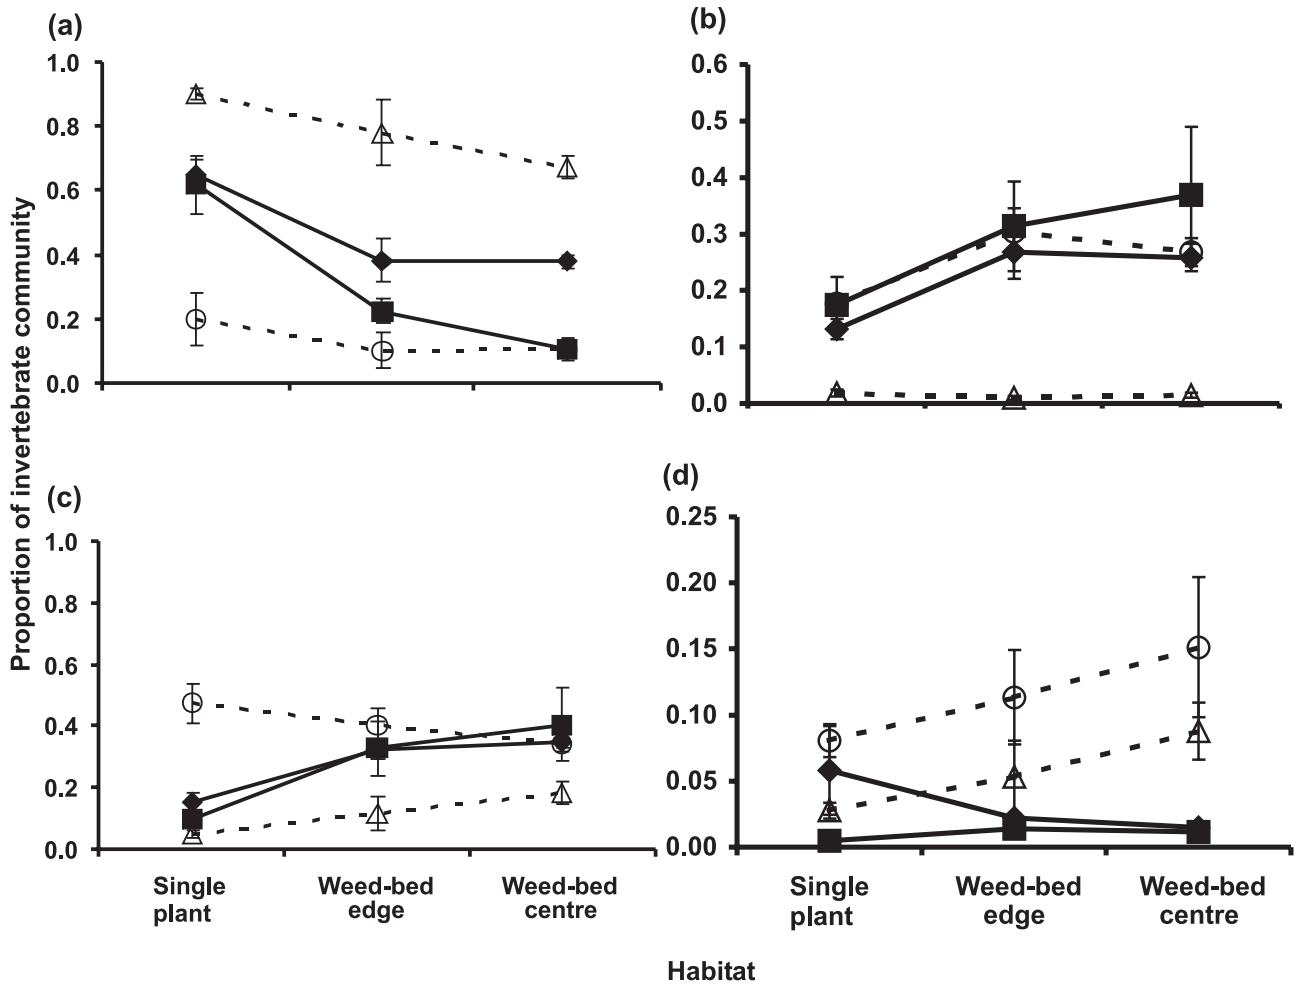 (a)
1.0
0.8
0.6
0.4
0.2
0.0
(b)
0.6
0.5
0.4
0.3
0.2
0.1
0.0
Proportion of invertebrate community
(c)
1.0
0.8
0.6
0.4
0.2
0.0
Single
plant
Weed-bed
edge
Weed-bed
centre
(d)
0.25
0.20
0.15
0.10
0.05
0.00
Single
plant
Weed-bed
edge
Weed-bed
centre
Habitat